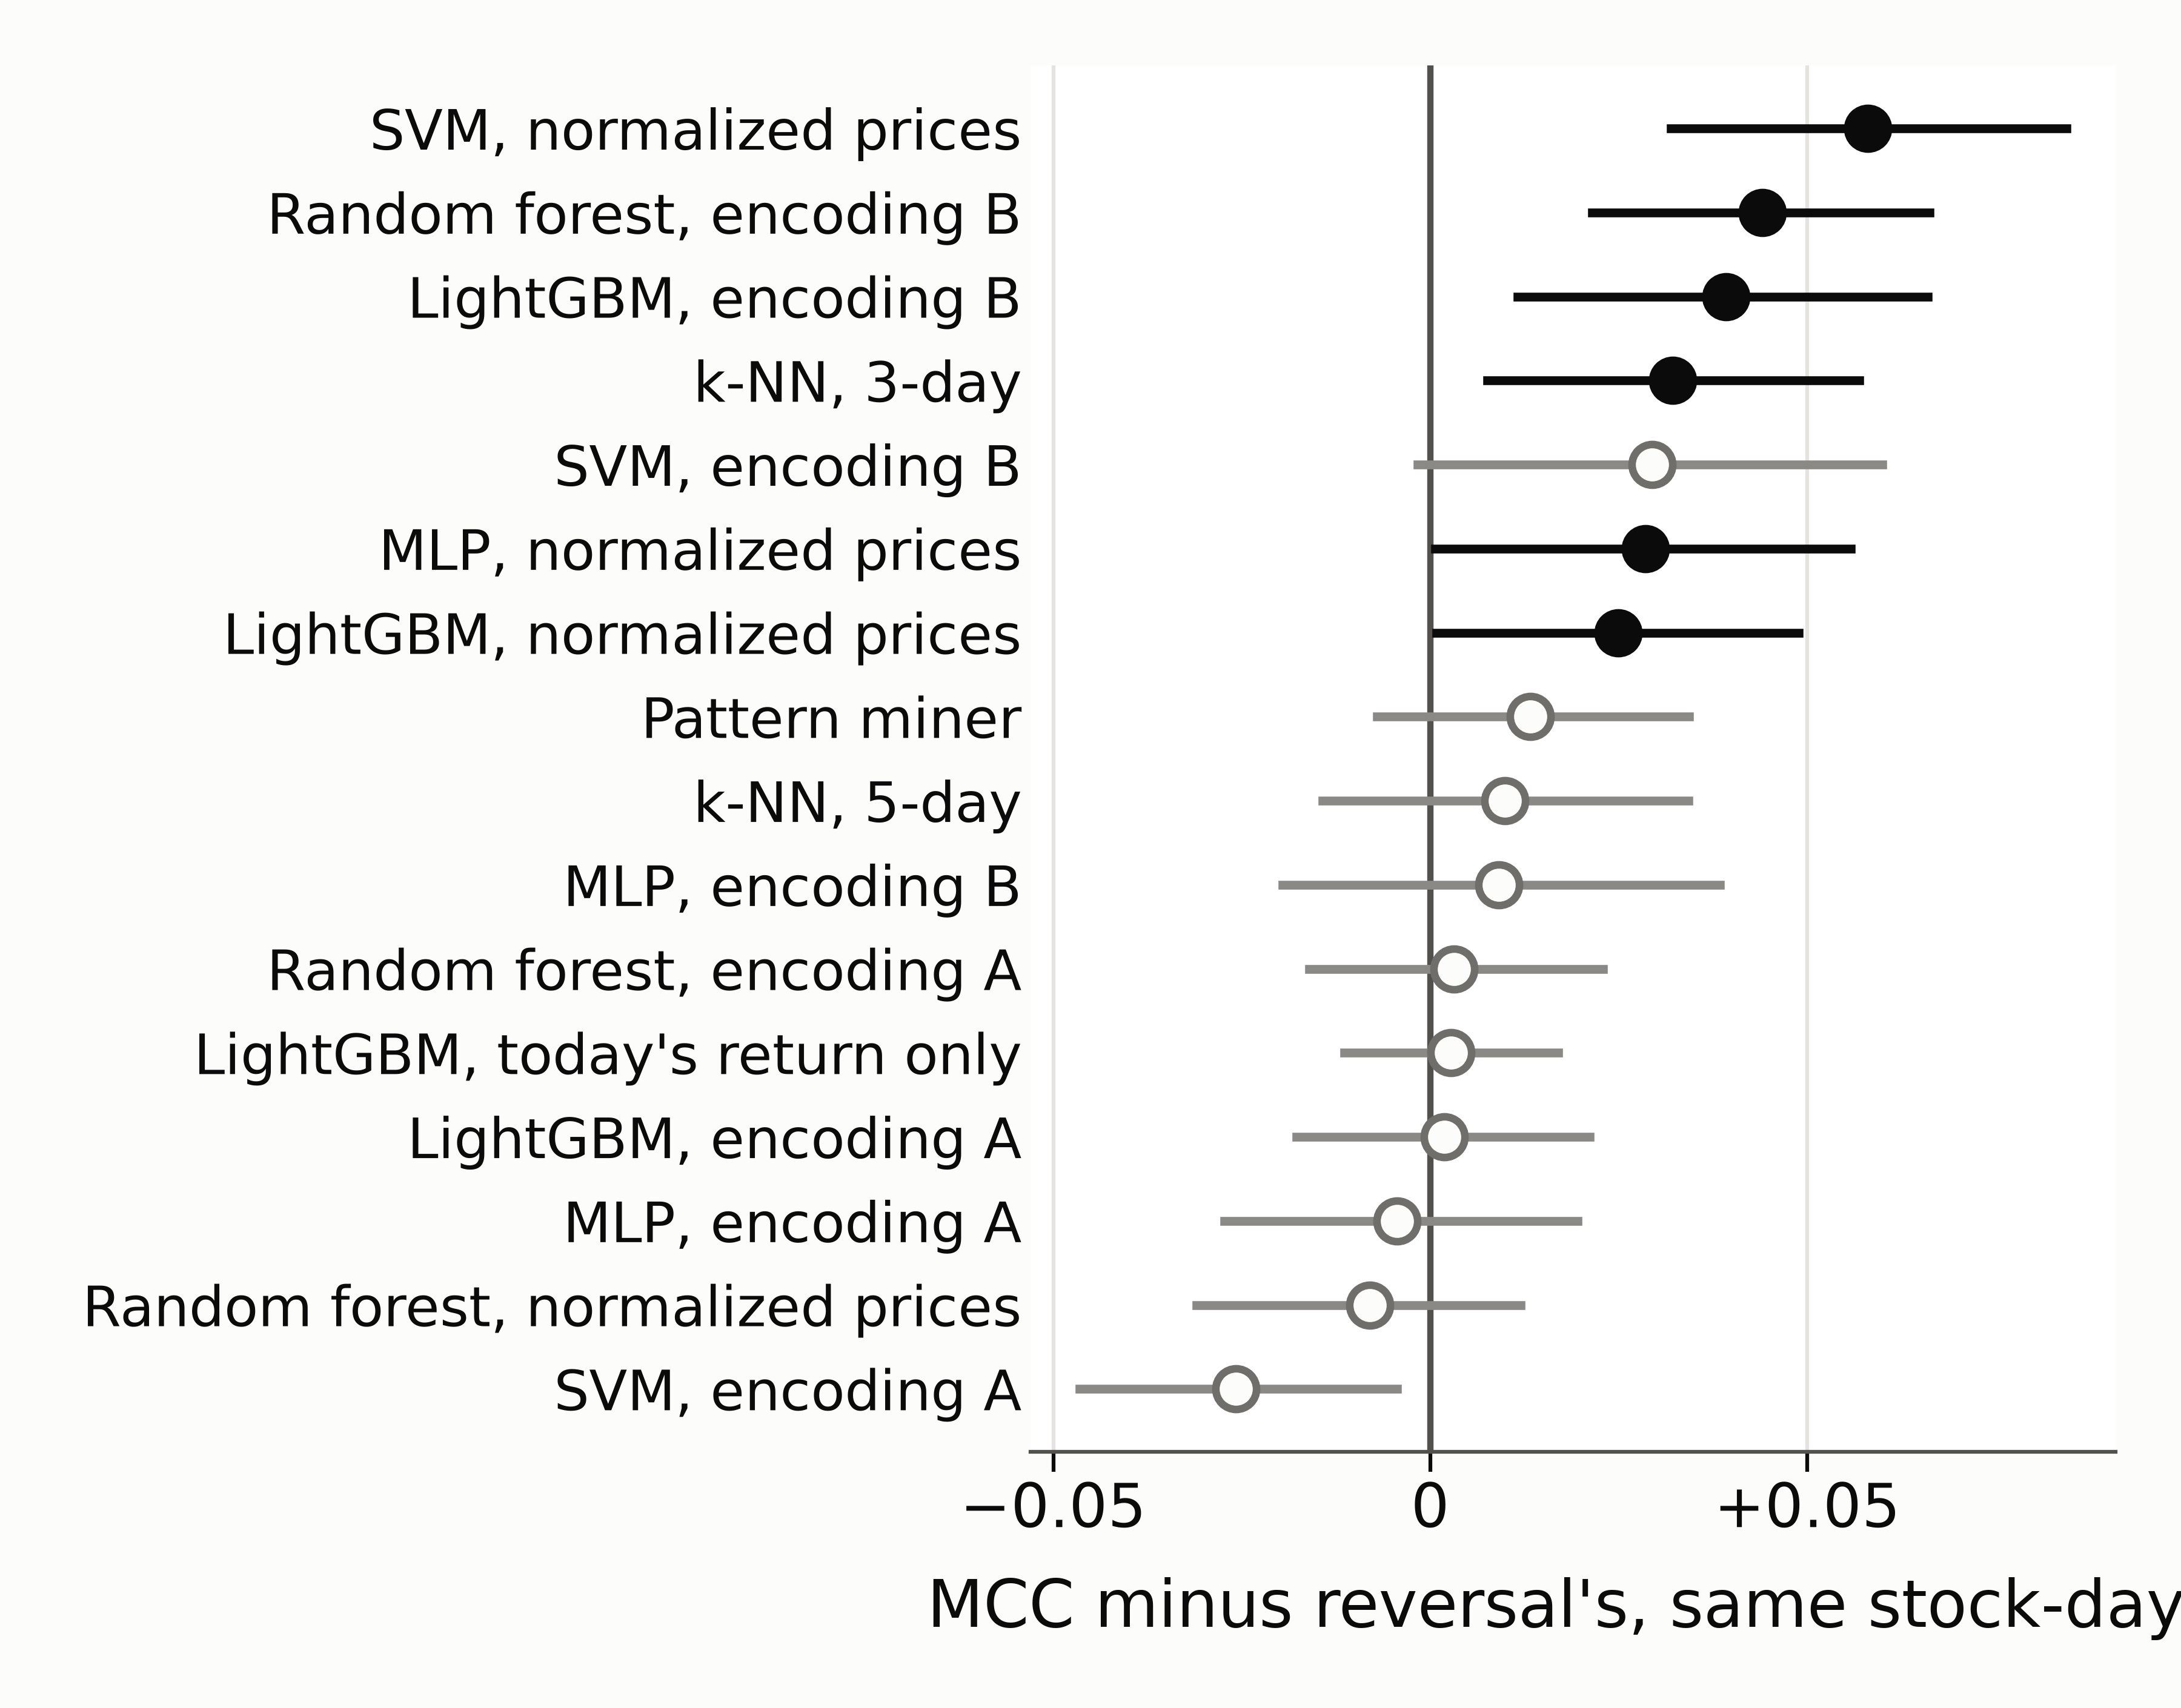 SVM, normalized prices
Random forest, encoding B
LightGBM, encoding B
k-NN, 3-day
SVM, encoding B
MLP, normalized prices
LightGBM, normalized prices
Pattern miner
k-NN, 5-day
MLP, encoding B
Random forest, encoding A
LightGBM, today's return only
LightGBM, encoding A
MLP, encoding A
Random forest, normalized prices
SVM, encoding A
−0.05 0 +0.05
MCC minus reversal's, same stock-day